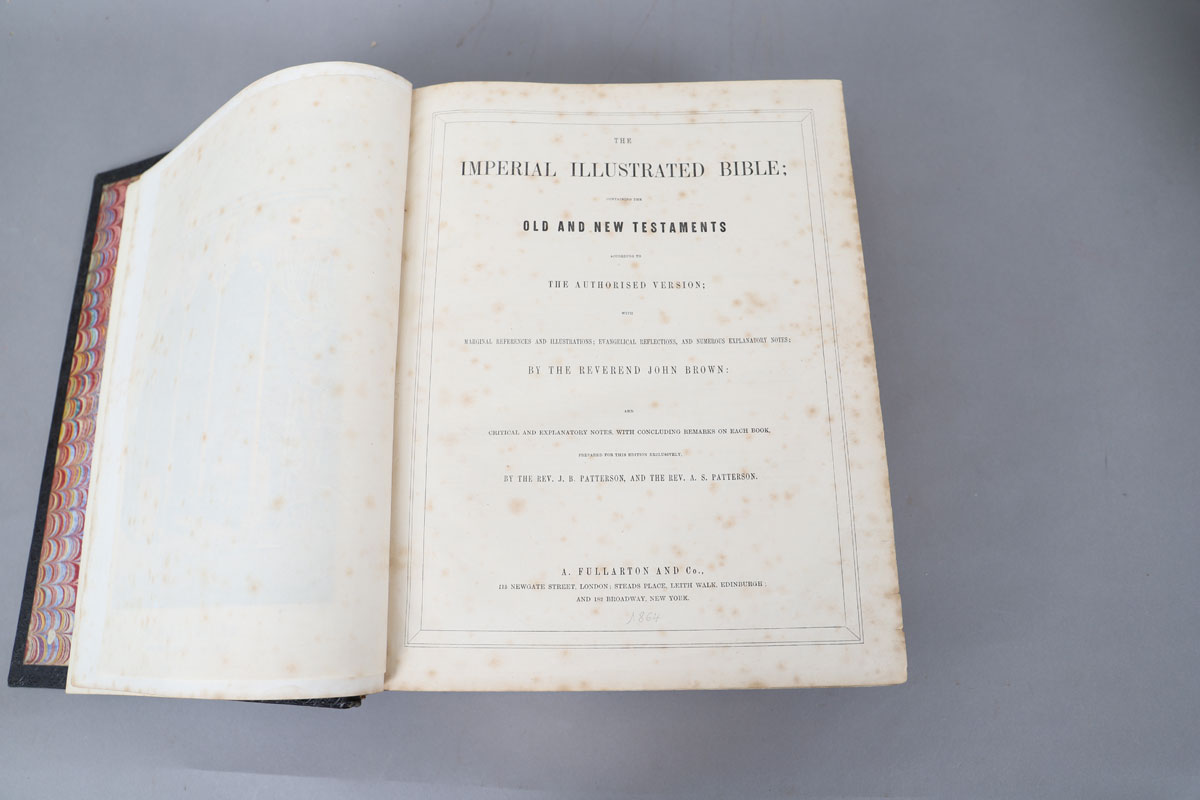 THE
IMPERIAL ILLUSTRATED BIBLE;
CONTAINING THE
OLD AND NEW TESTAMENTS
ACCORDING TO
THE AUTHORISED VERSION;
WITH
MARGINAL REFERENCES AND ILLUSTRATIONS; EVANGELICAL REFLECTIONS, AND NUMEROUS EXPLANATORY NOTES:
BY THE REVEREND JOHN BROWN:
AND
CRITICAL AND EXPLANATORY NOTES, WITH CONCLUDING REMARKS ON EACH BOOK,
PREPARED FOR THIS EDITION EXCLUSIVELY,
BY THE REV. J. B. PATTERSON, AND THE REV. A. S. PATTERSON.
A. FULLARTON AND Co.,
NEWGATE STREET, LONDON; STEADS PLACE, LEITH WALK, EDINBURGH:
AND 182 BROADWAY, NEW YORK.
1864